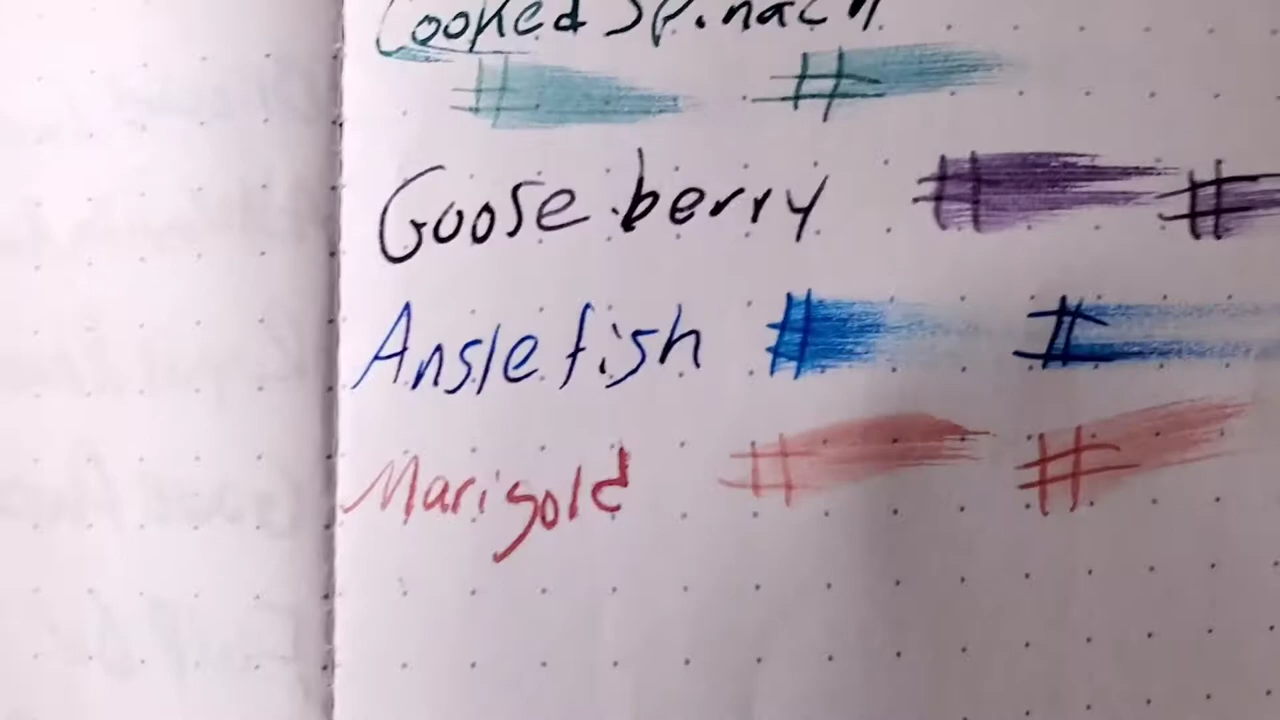 Cooked Spinach
# #
Gooseberry # #
Anglefish # #
Marigold # #